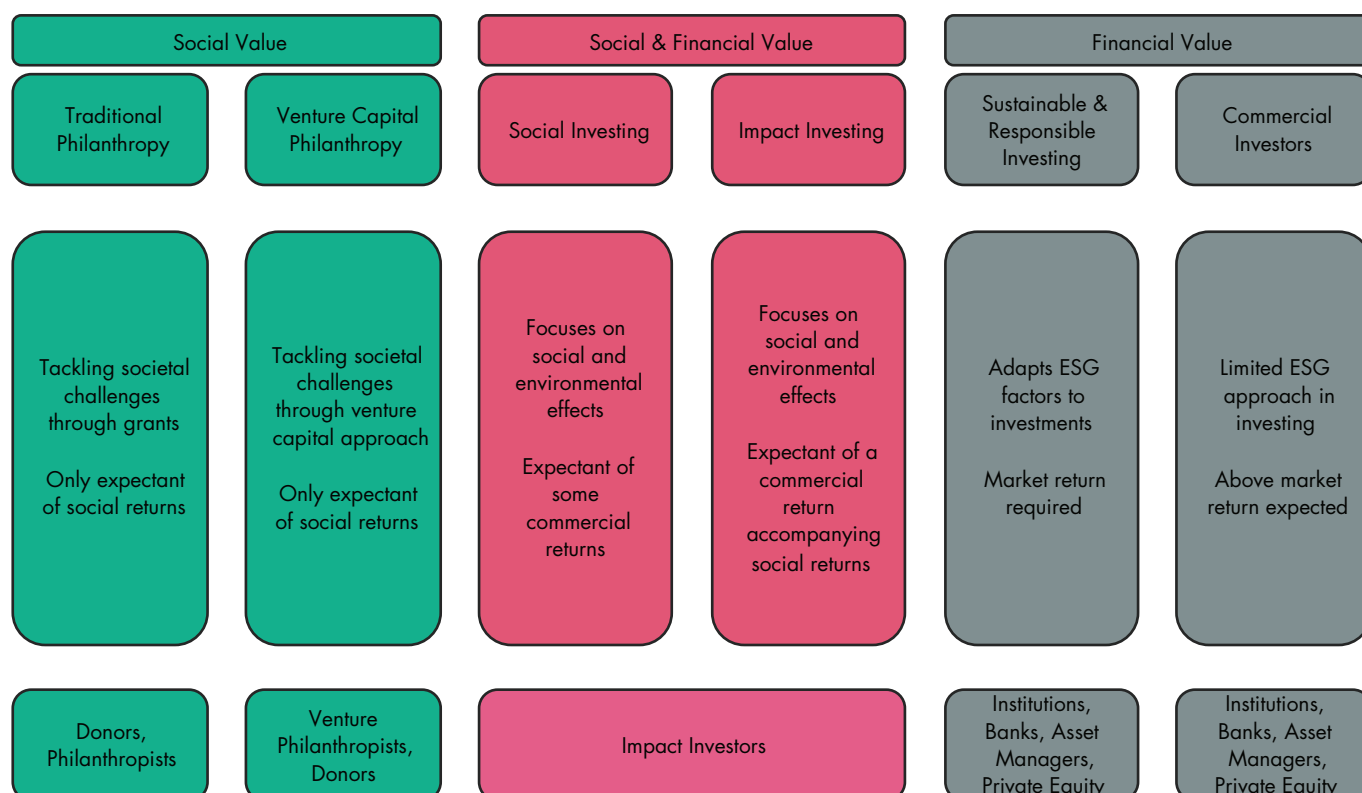 Social Value
Social & Financial Value
Financial Value
Traditional
Philanthropy
Venture Capital
Philanthropy
Social Investing
Impact Investing
Sustainable &
Responsible
Investing
Commercial
Investors
Tackling societal
challenges
through grants
Only expectant
of social returns
Tackling societal
challenges
through venture
capital approach
Only expectant
of social returns
Focuses on
social and
environmental
effects
Expectant of
some
commercial
returns
Focuses on
social and
environmental
effects
Expectant of a
commercial
return
accompanying
social returns
Adapts ESG
factors to
investments
Market return
required
Limited ESG
approach in
investing
Above market
return expected
Donors,
Philanthropists
Venture
Philanthropists,
Donors
Impact Investors
Institutions,
Banks, Asset
Managers,
Private Equity
Institutions,
Banks, Asset
Managers,
Private Equity